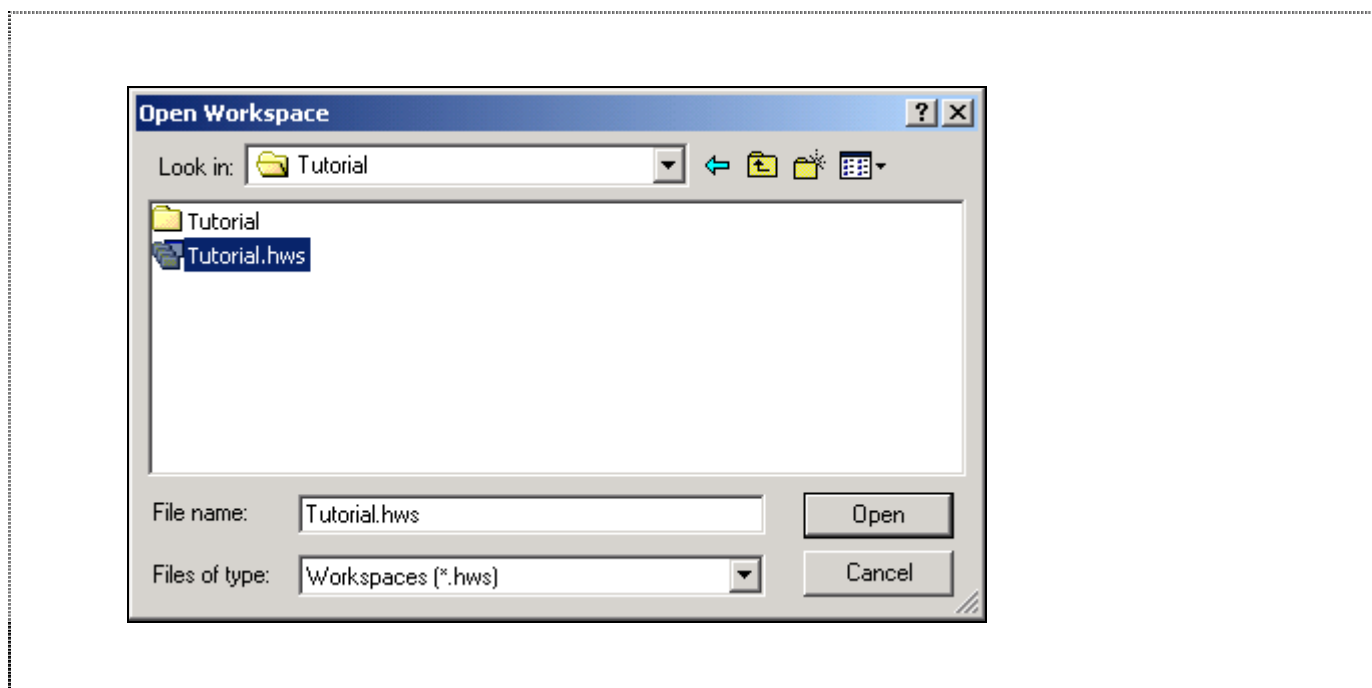 Open Workspace
Look in: Tutorial
Tutorial
Tutorial.hws
File name: Tutorial.hws Open
Files of type: Workspaces (*.hws) Cancel